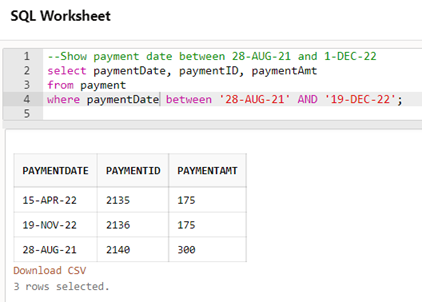 SQL Worksheet
1 --Show payment date between 28-AUG-21 and 1-DEC-22
2 select paymentDate, paymentID, paymentAmt
3 from payment
4 where paymentDate between '28-AUG-21' AND '19-DEC-22';
5
PAYMENTDATE PAYMENTID PAYMENTAMT
15-APR-22 2135 175
19-NOV-22 2136 175
28-AUG-21 2140 300
Download CSV
3 rows selected.